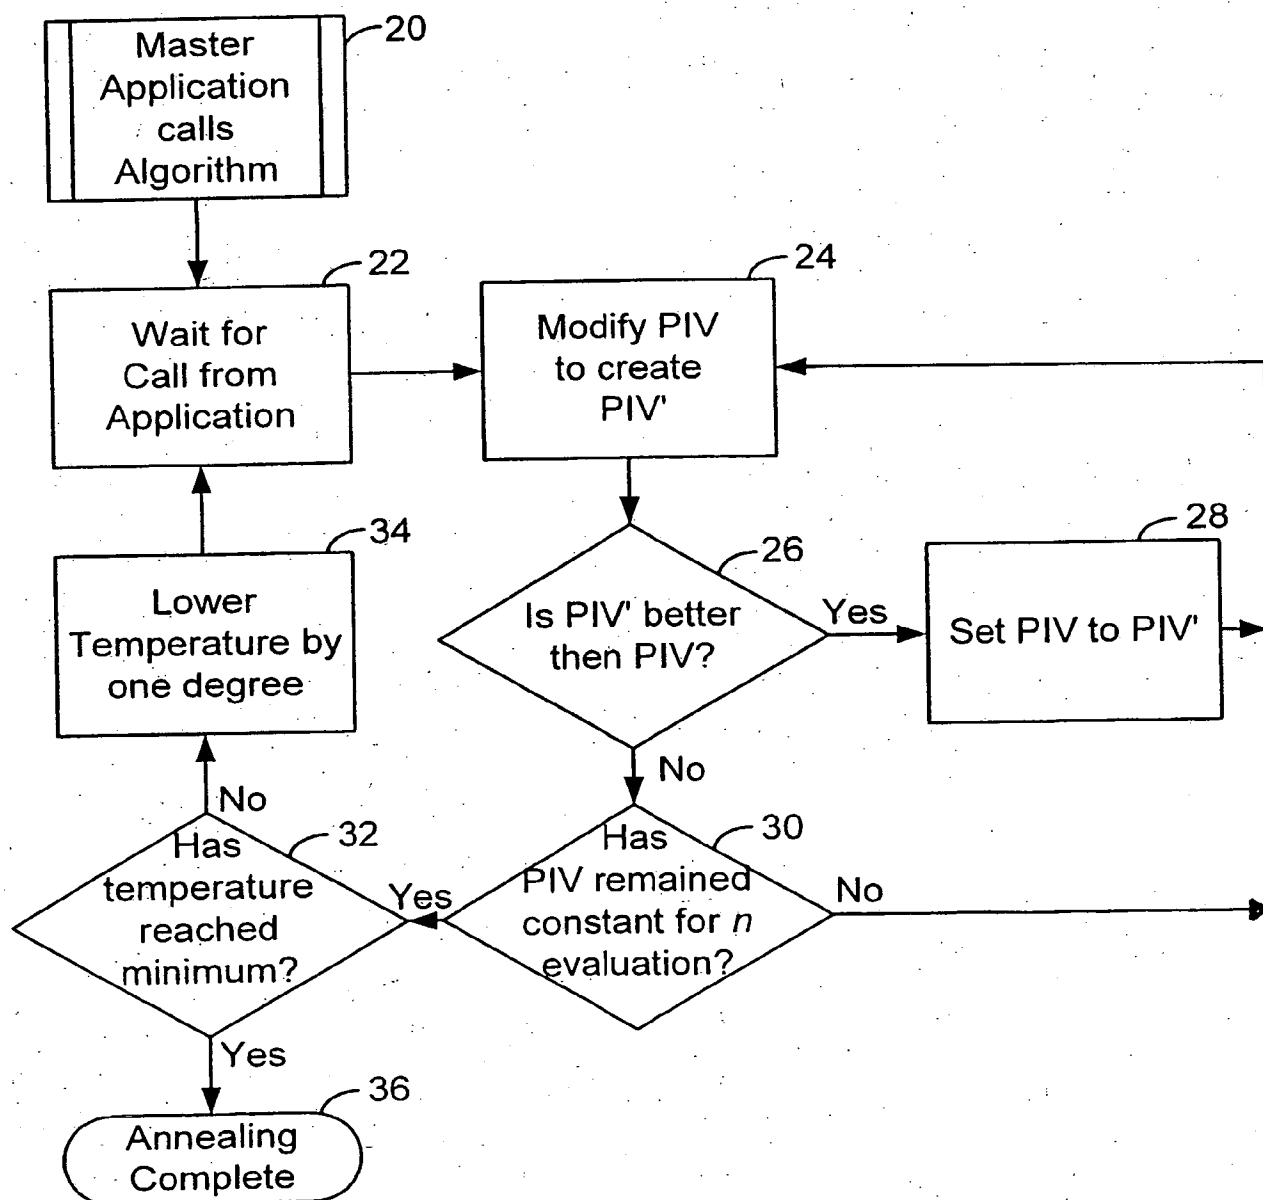 20
Master
Application
calls
Algorithm
22
Wait for
Call from
Application
24
Modify PIV
to create
PIV'
34
Lower
Temperature by
one degree
26
Is PIV' better
then PIV?
Yes
28
Set PIV to PIV'
No
No
32
Has
temperature
reached
minimum?
Yes
30
Has
PIV remained
constant for n
evaluation?
No
Yes
36
Annealing
Complete